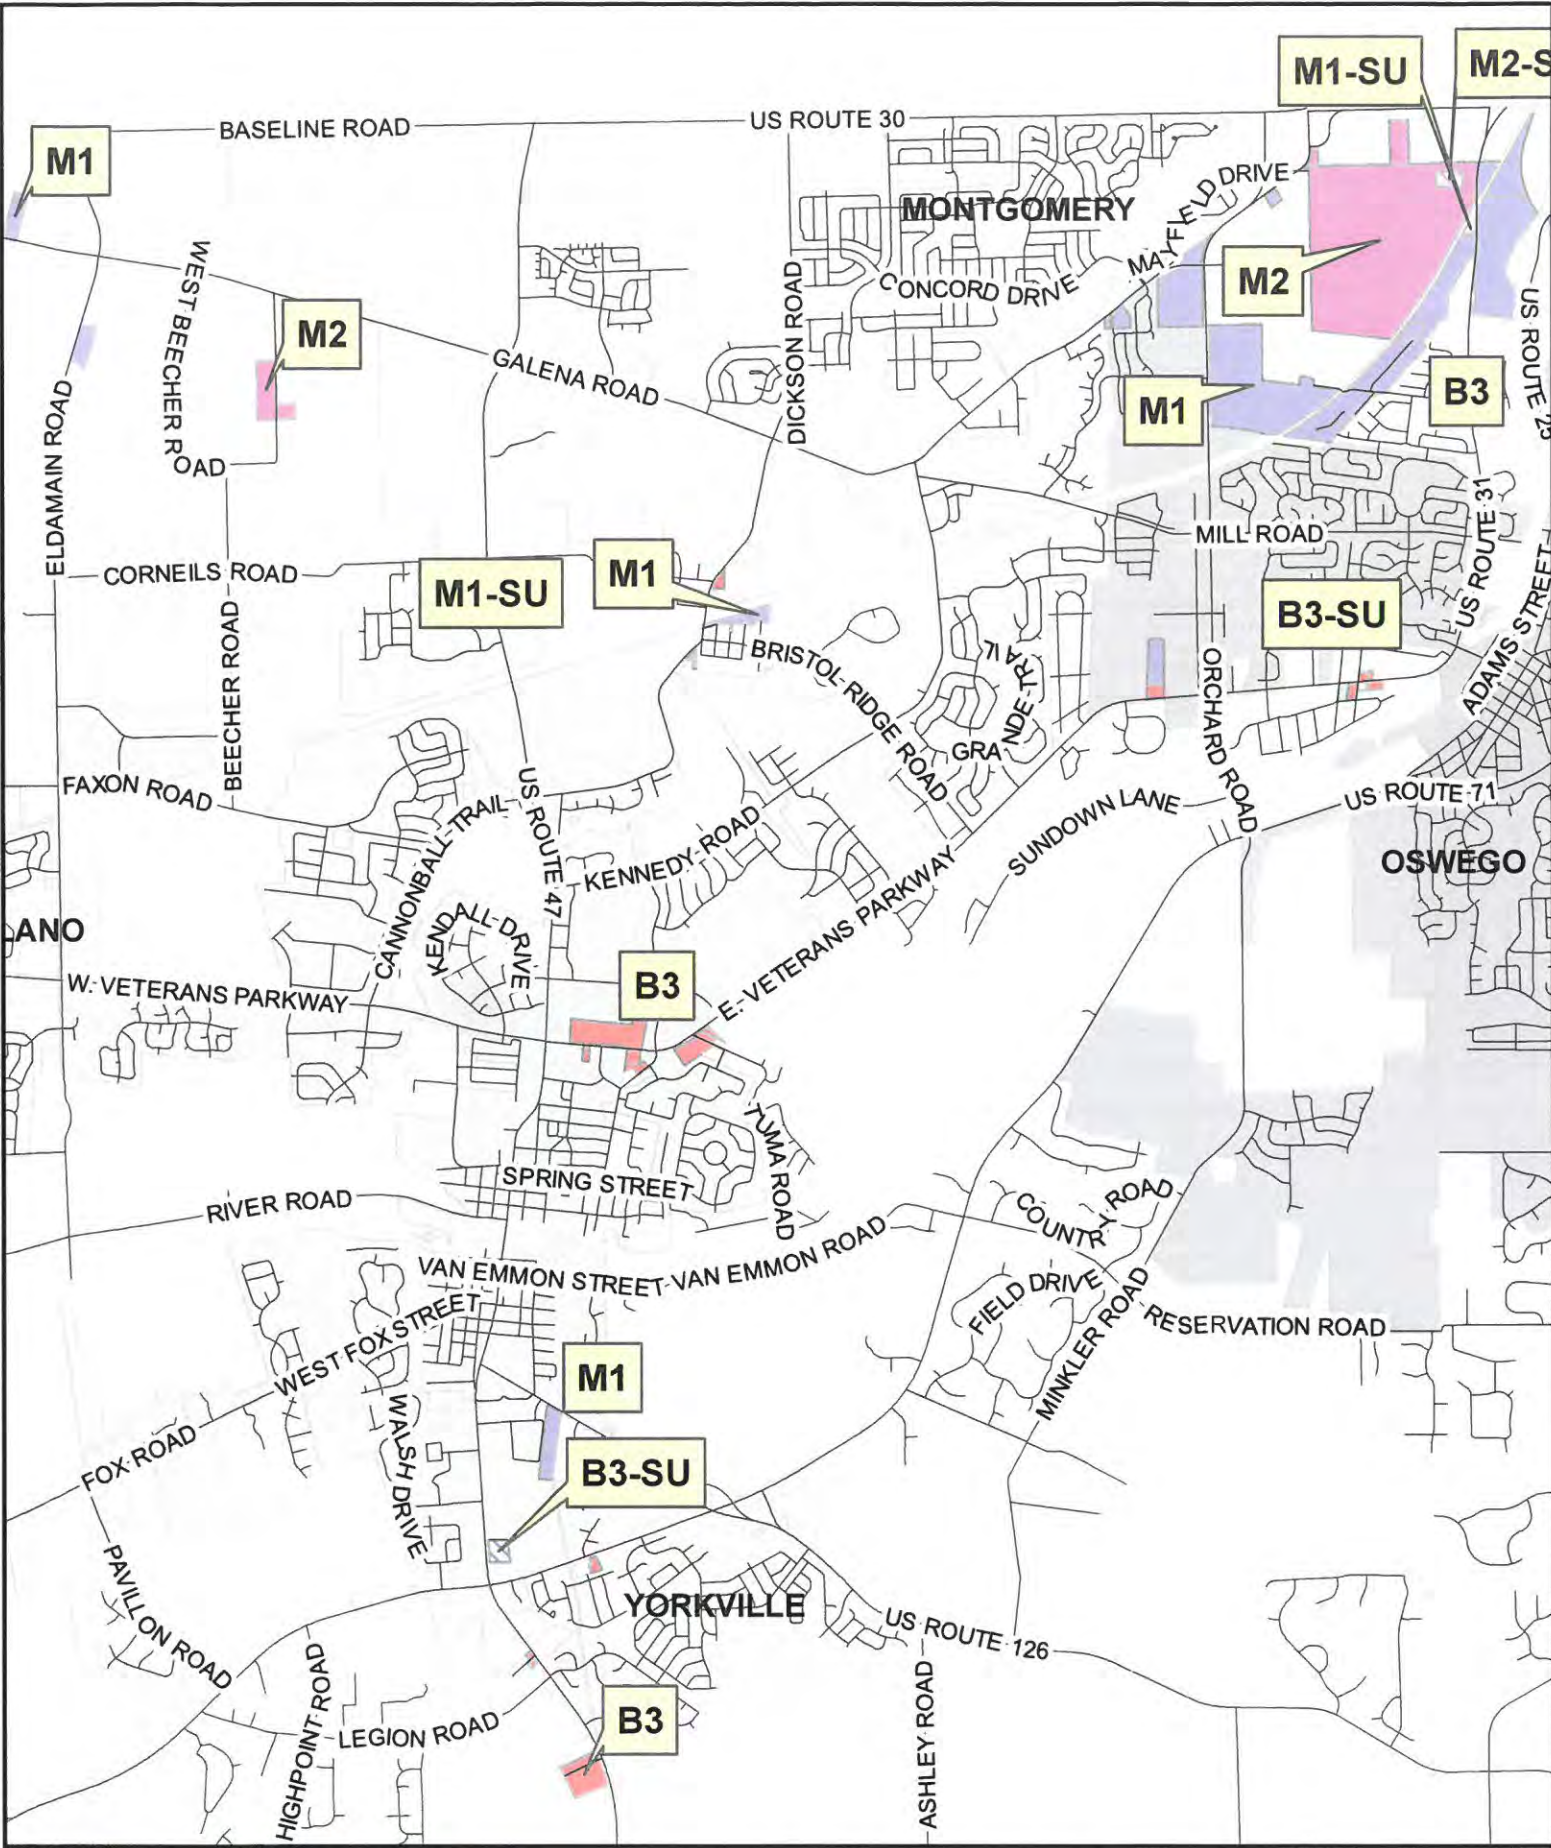 M1-SU
M2-S
BASELINE ROAD
US ROUTE 30
M1
MONTGOMERY
MAYFIELD DRIVE
WEST BEECHER ROAD
M2
CONCORD DRIVE
M2
GALENA ROAD
DICKSON ROAD
US ROUTE 25
M1
B3
ELDAMAIN ROAD
MILL ROAD
US ROUTE 31
CORNEILS ROAD
M1-SU
M1
B3-SU
ADAMS STREET
BEECHER ROAD
BRISTOL RIDGE ROAD
GRANDE TRAIL
ORCHARD ROAD
FAXON ROAD
CANNONBALL TRAIL
US ROUTE 47
KENNEDY ROAD
SUNDOWN LANE
US ROUTE 71
OSWEGO
LANO
KENDALL DRIVE
W. VETERANS PARKWAY
B3
E. VETERANS PARKWAY
TUMA ROAD
SPRING STREET
RIVER ROAD
COUNTRY ROAD
VAN EMMON STREET
VAN EMMON ROAD
FIELD DRIVE
MINKLER ROAD
RESERVATION ROAD
WEST FOX STREET
M1
WALSH DRIVE
FOX ROAD
B3-SU
PAVILLON ROAD
YORKVILLE
US ROUTE 126
HIGHPOINT ROAD
LEGION ROAD
B3
ASHLEY ROAD